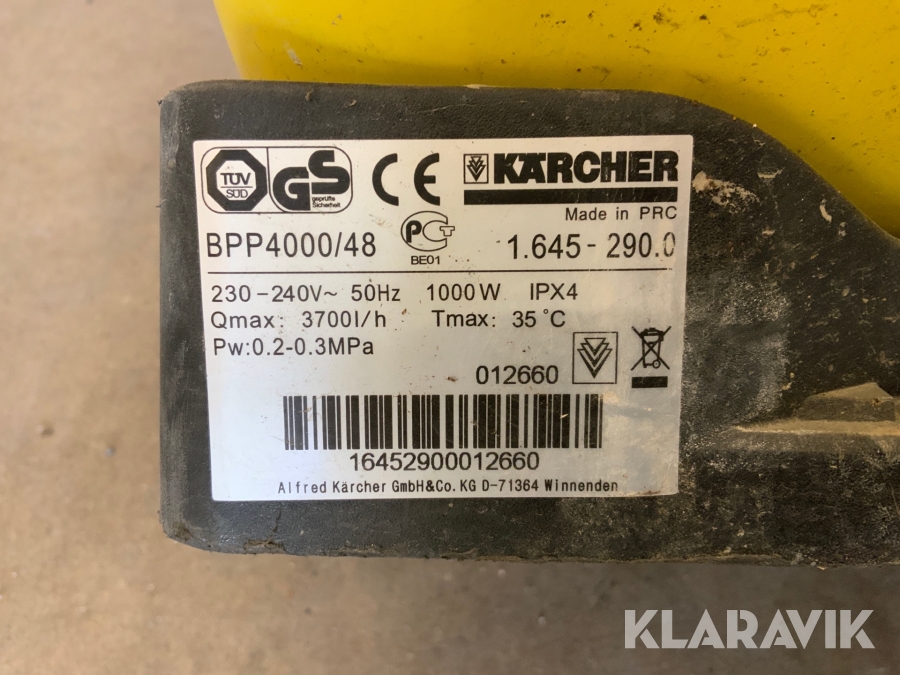 TÜV
SÜD
GS
geprüfte
Sicherheit
CE
KÄRCHER
Made in PRC
BPP4000/48
PCT
BE01
1.645-290.0
230-240V~ 50Hz 1000W IPX4
Qmax: 3700l/h Tmax: 35°C
Pw:0.2-0.3MPa
012660
16452900012660
Alfred Kärcher GmbH&Co. KG D-71364 Winnenden
KLARAVIK